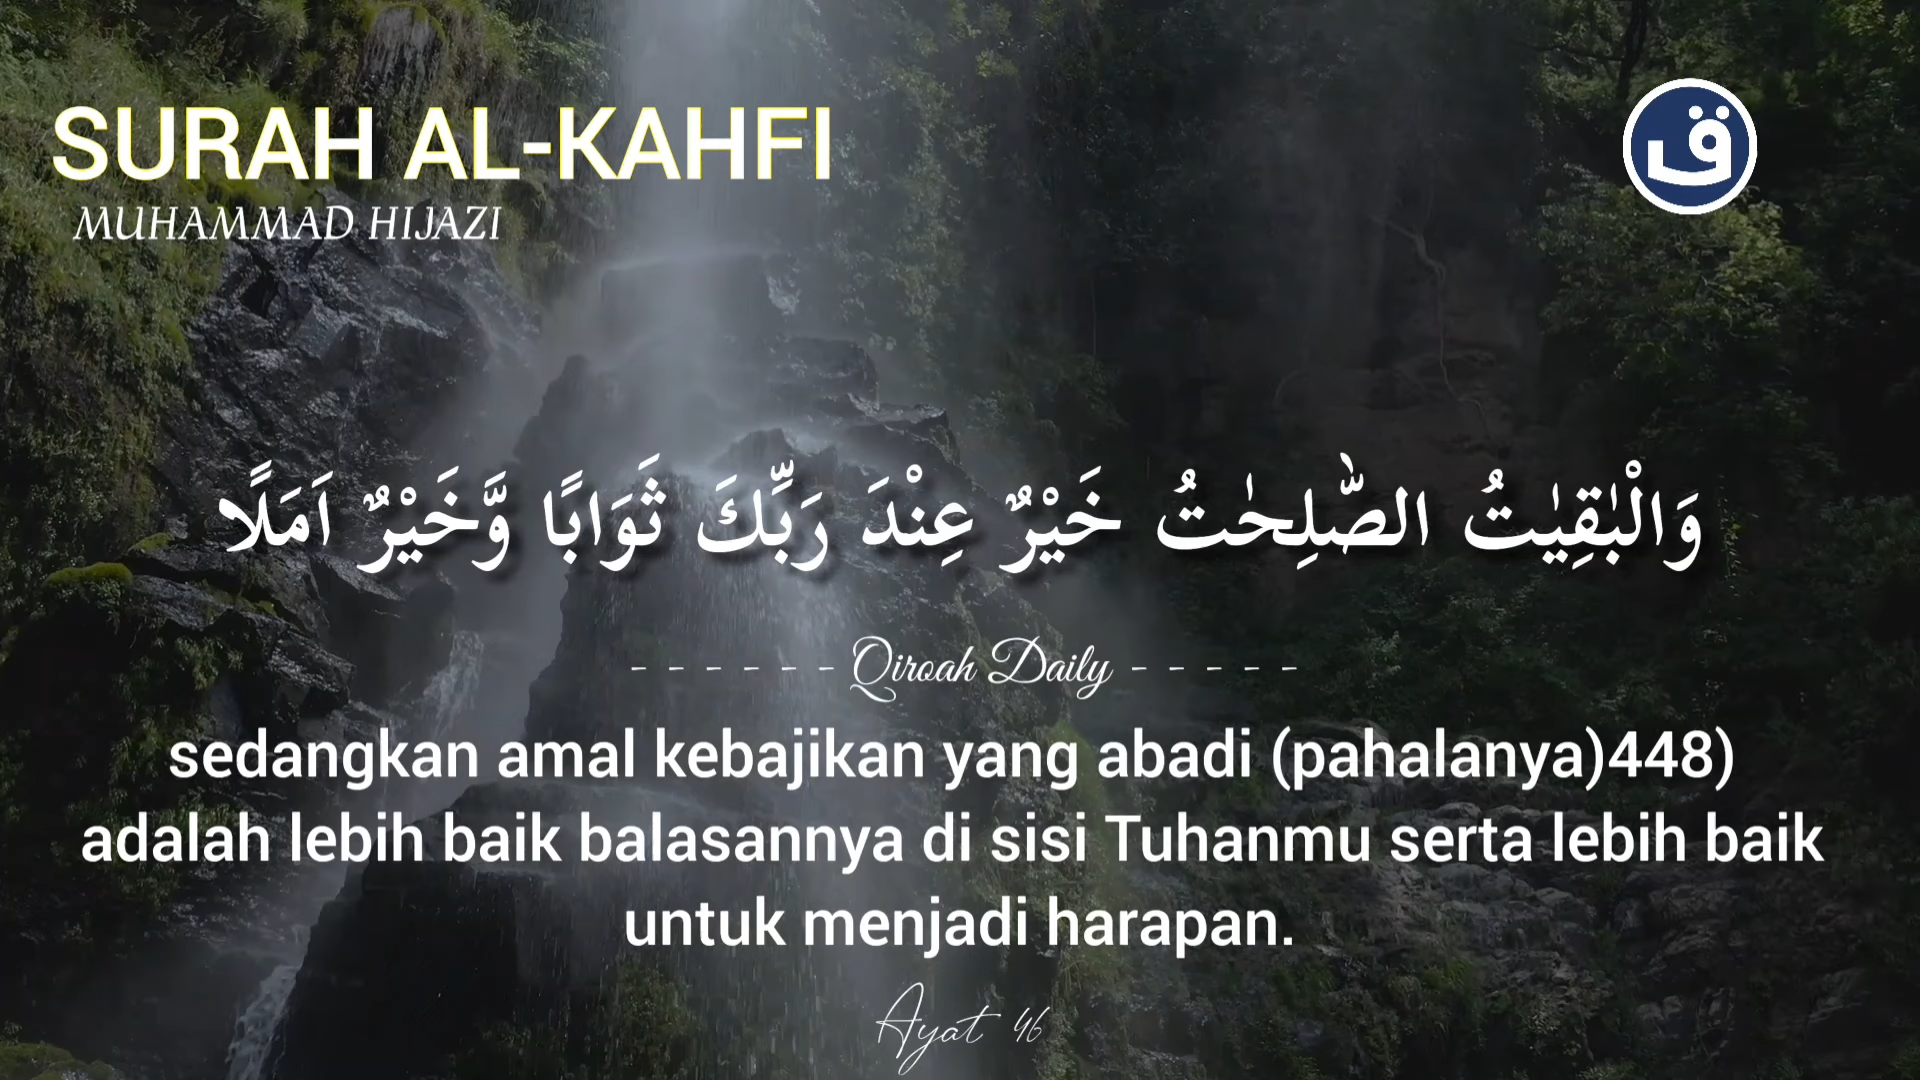 SURAH AL-KAHFI
MUHAMMAD HIJAZI
ق
وَالْبٰقِيٰتُ الصّٰلِحٰتُ خَيْرٌ عِنْدَ رَبِّكَ ثَوَابًا وَّخَيْرٌ اَمَلًا
- - - - - - Qiroah Daily - - - - -
sedangkan amal kebajikan yang abadi (pahalanya)448)
adalah lebih baik balasannya di sisi Tuhanmu serta lebih baik
untuk menjadi harapan.
Ayat 46